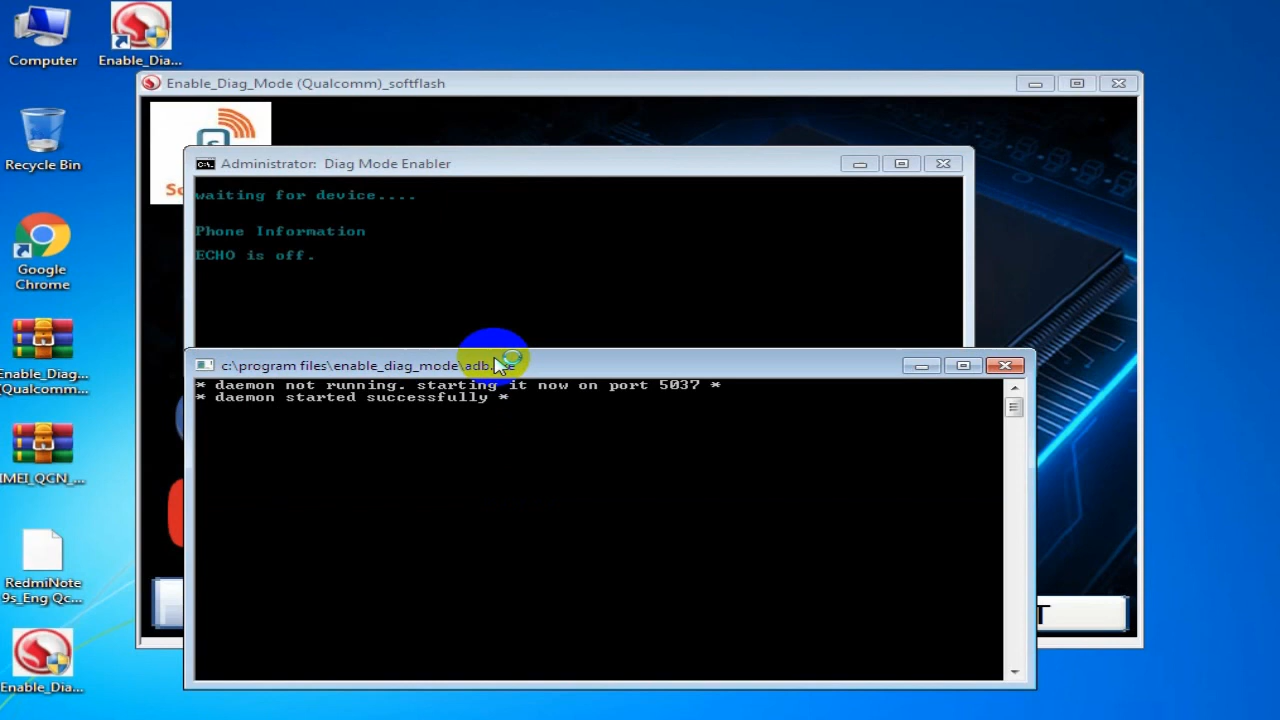 Computer
Enable_Dia...
Recycle Bin
Google
Chrome
Enable_Diag...
(Qualcomm...
IMEI_QCN_...
RedmiNote
9s_Eng Qc...
Enable_Dia...
Enable_Diag_Mode (Qualcomm)_softflash
Administrator: Diag Mode Enabler
waiting for device....
Phone Information
ECHO is off.
c:\program files\enable_diag_mode\adb.
* daemon not running. starting it now on port 5037 *
* daemon started successfully *